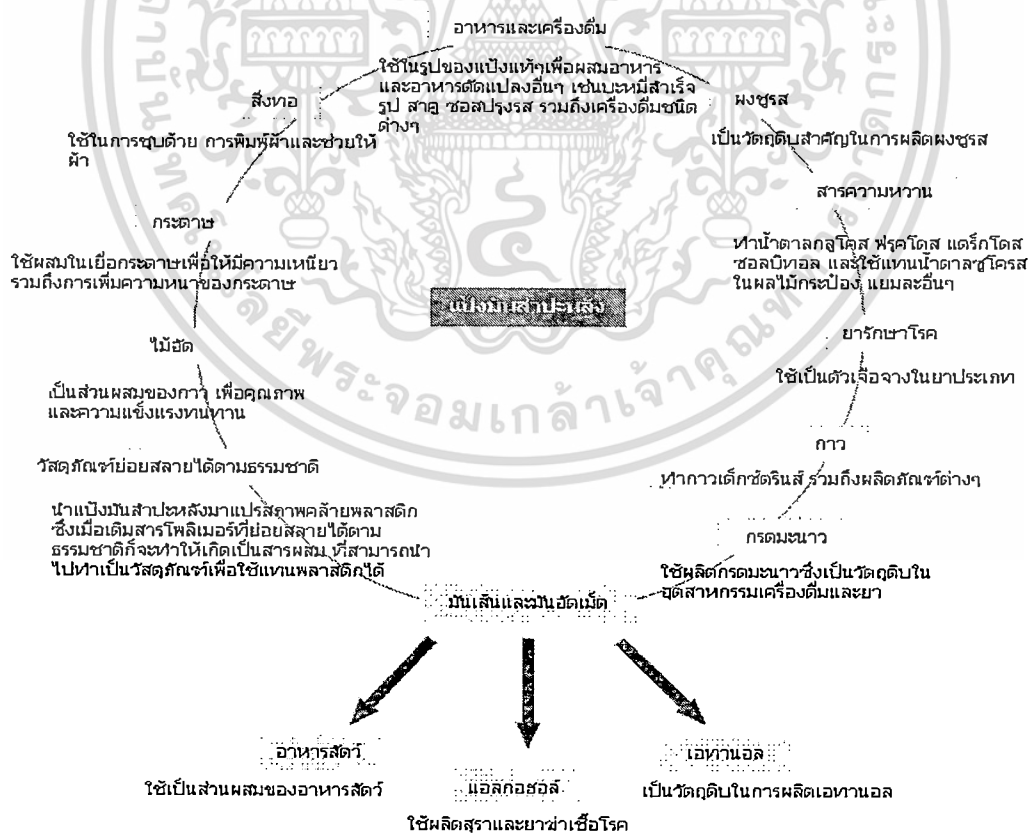 อาหารและเครื่องดื่ม
ใช้ในรูปของแป้งแท้ๆเพื่อผสมอาหาร
และอาหารดัดแปลงอื่นๆ เช่นบะหมี่สำเร็จ
รูป สาคู ซอสปรุงรส รวมถึงเครื่องดื่มชนิด
ต่างๆ
ผงชูรส
เป็นวัตถุดิบสำคัญในการผลิตผงชูรส
สารความหวาน
ทำน้ำตาลกลูโคส ฟรุคโตส แดร็กโตส
ซอลบิทอล และใช้แทนน้ำตาลซูโครส
ในผลไม้กระป๋อง แยมละอื่นๆ
ยารักษาโรค
ใช้เป็นตัวเจือจางในยาประเภท
กาว
ทำกาวเด็กซ์ตรินส์ รวมถึงผลิตภัณฑ์ต่างๆ
กรดมะนาว
ใช้ผลิตกรดมะนาวซึ่งเป็นวัตถุดิบใน
อุตสาหกรรมเครื่องดื่มและยา
สิ่งทอ
ใช้ในการชุบด้าย การพิมพ์ผ้าและช่วยให้
ผ้า
กระดาษ
ใช้ผสมในเยื่อกระดาษเพื่อให้มีความเหนียว
รวมถึงการเพิ่มความหนาของกระดาษ
ไม้อัด
เป็นส่วนผสมของกาว เพื่อคุณภาพ
และความแข็งแรงทนทาน
วัสดุภัณฑ์ย่อยสลายได้ตามธรรมชาติ
นำแป้งมันสำปะหลังมาแปรสภาพคล้ายพลาสติก
ซึ่งเมื่อเติมสารโพลิเมอร์ที่ย่อยสลายได้ตาม
ธรรมชาติก็จะทำให้เกิดเป็นสารผสม ที่สามารถนำ
ไปทำเป็นวัสดุภัณฑ์เพื่อใช้แทนพลาสติกได้
แป้งมันสำปะหลัง
มันเส้นและมันอัดเม็ด
อาหารสัตว์
ใช้เป็นส่วนผสมของอาหารสัตว์
แอลกอฮอล์
ใช้ผลิตสุราและยาฆ่าเชื้อโรค
เอทานอล
เป็นวัตถุดิบในการผลิตเอทานอล
พระจอมเกล้าเจ้าคุณทหาร